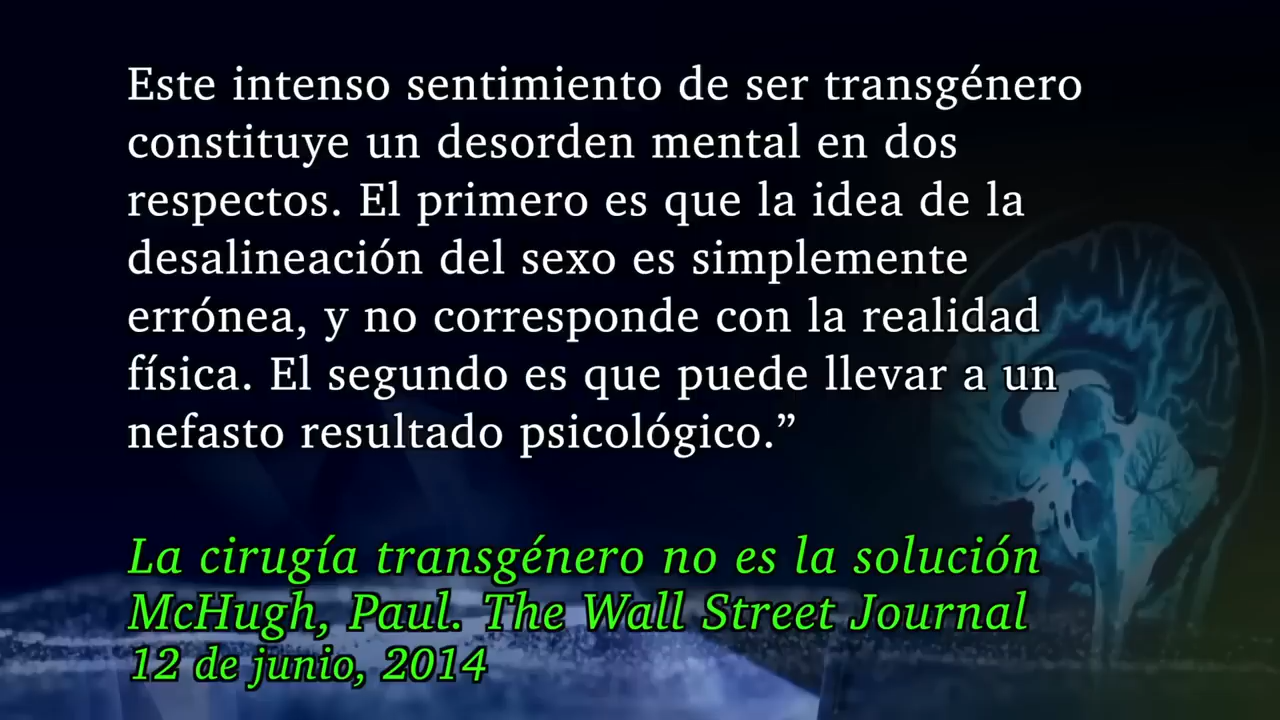 Este intenso sentimiento de ser transgénero
constituye un desorden mental en dos
respectos. El primero es que la idea de la
desalineación del sexo es simplemente
errónea, y no corresponde con la realidad
física. El segundo es que puede llevar a un
nefasto resultado psicológico.”
La cirugía transgénero no es la solución
McHugh, Paul. The Wall Street Journal
12 de junio, 2014